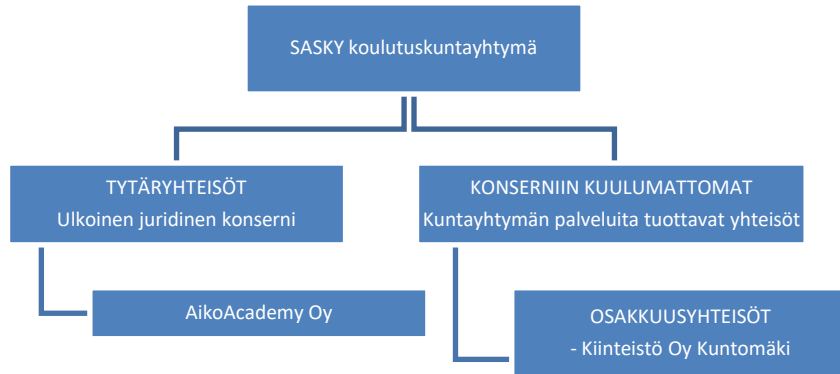 SASKY koulutuskuntayhtymä
TYTÄRYHTEISÖT
Ulkoinen juridinen konserni
KONSERNIIN KUULUMATTOMAT
Kuntayhtymän palveluita tuottavat yhteisöt
AikoAcademy Oy
OSAKKUUSYHTEISÖT
- Kiinteistö Oy Kuntomäki